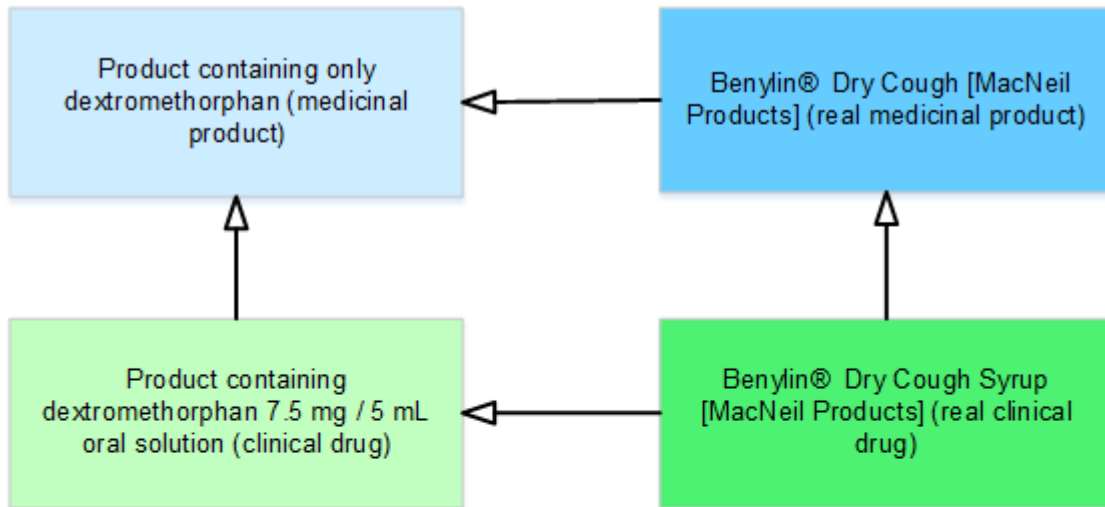 Product containing only
dextromethorphan (medicinal
product)
Benylin® Dry Cough [MacNeil
Products] (real medicinal product)
Product containing
dextromethorphan 7.5 mg / 5 mL
oral solution (clinical drug)
Benylin® Dry Cough Syrup
[MacNeil Products] (real clinical
drug)